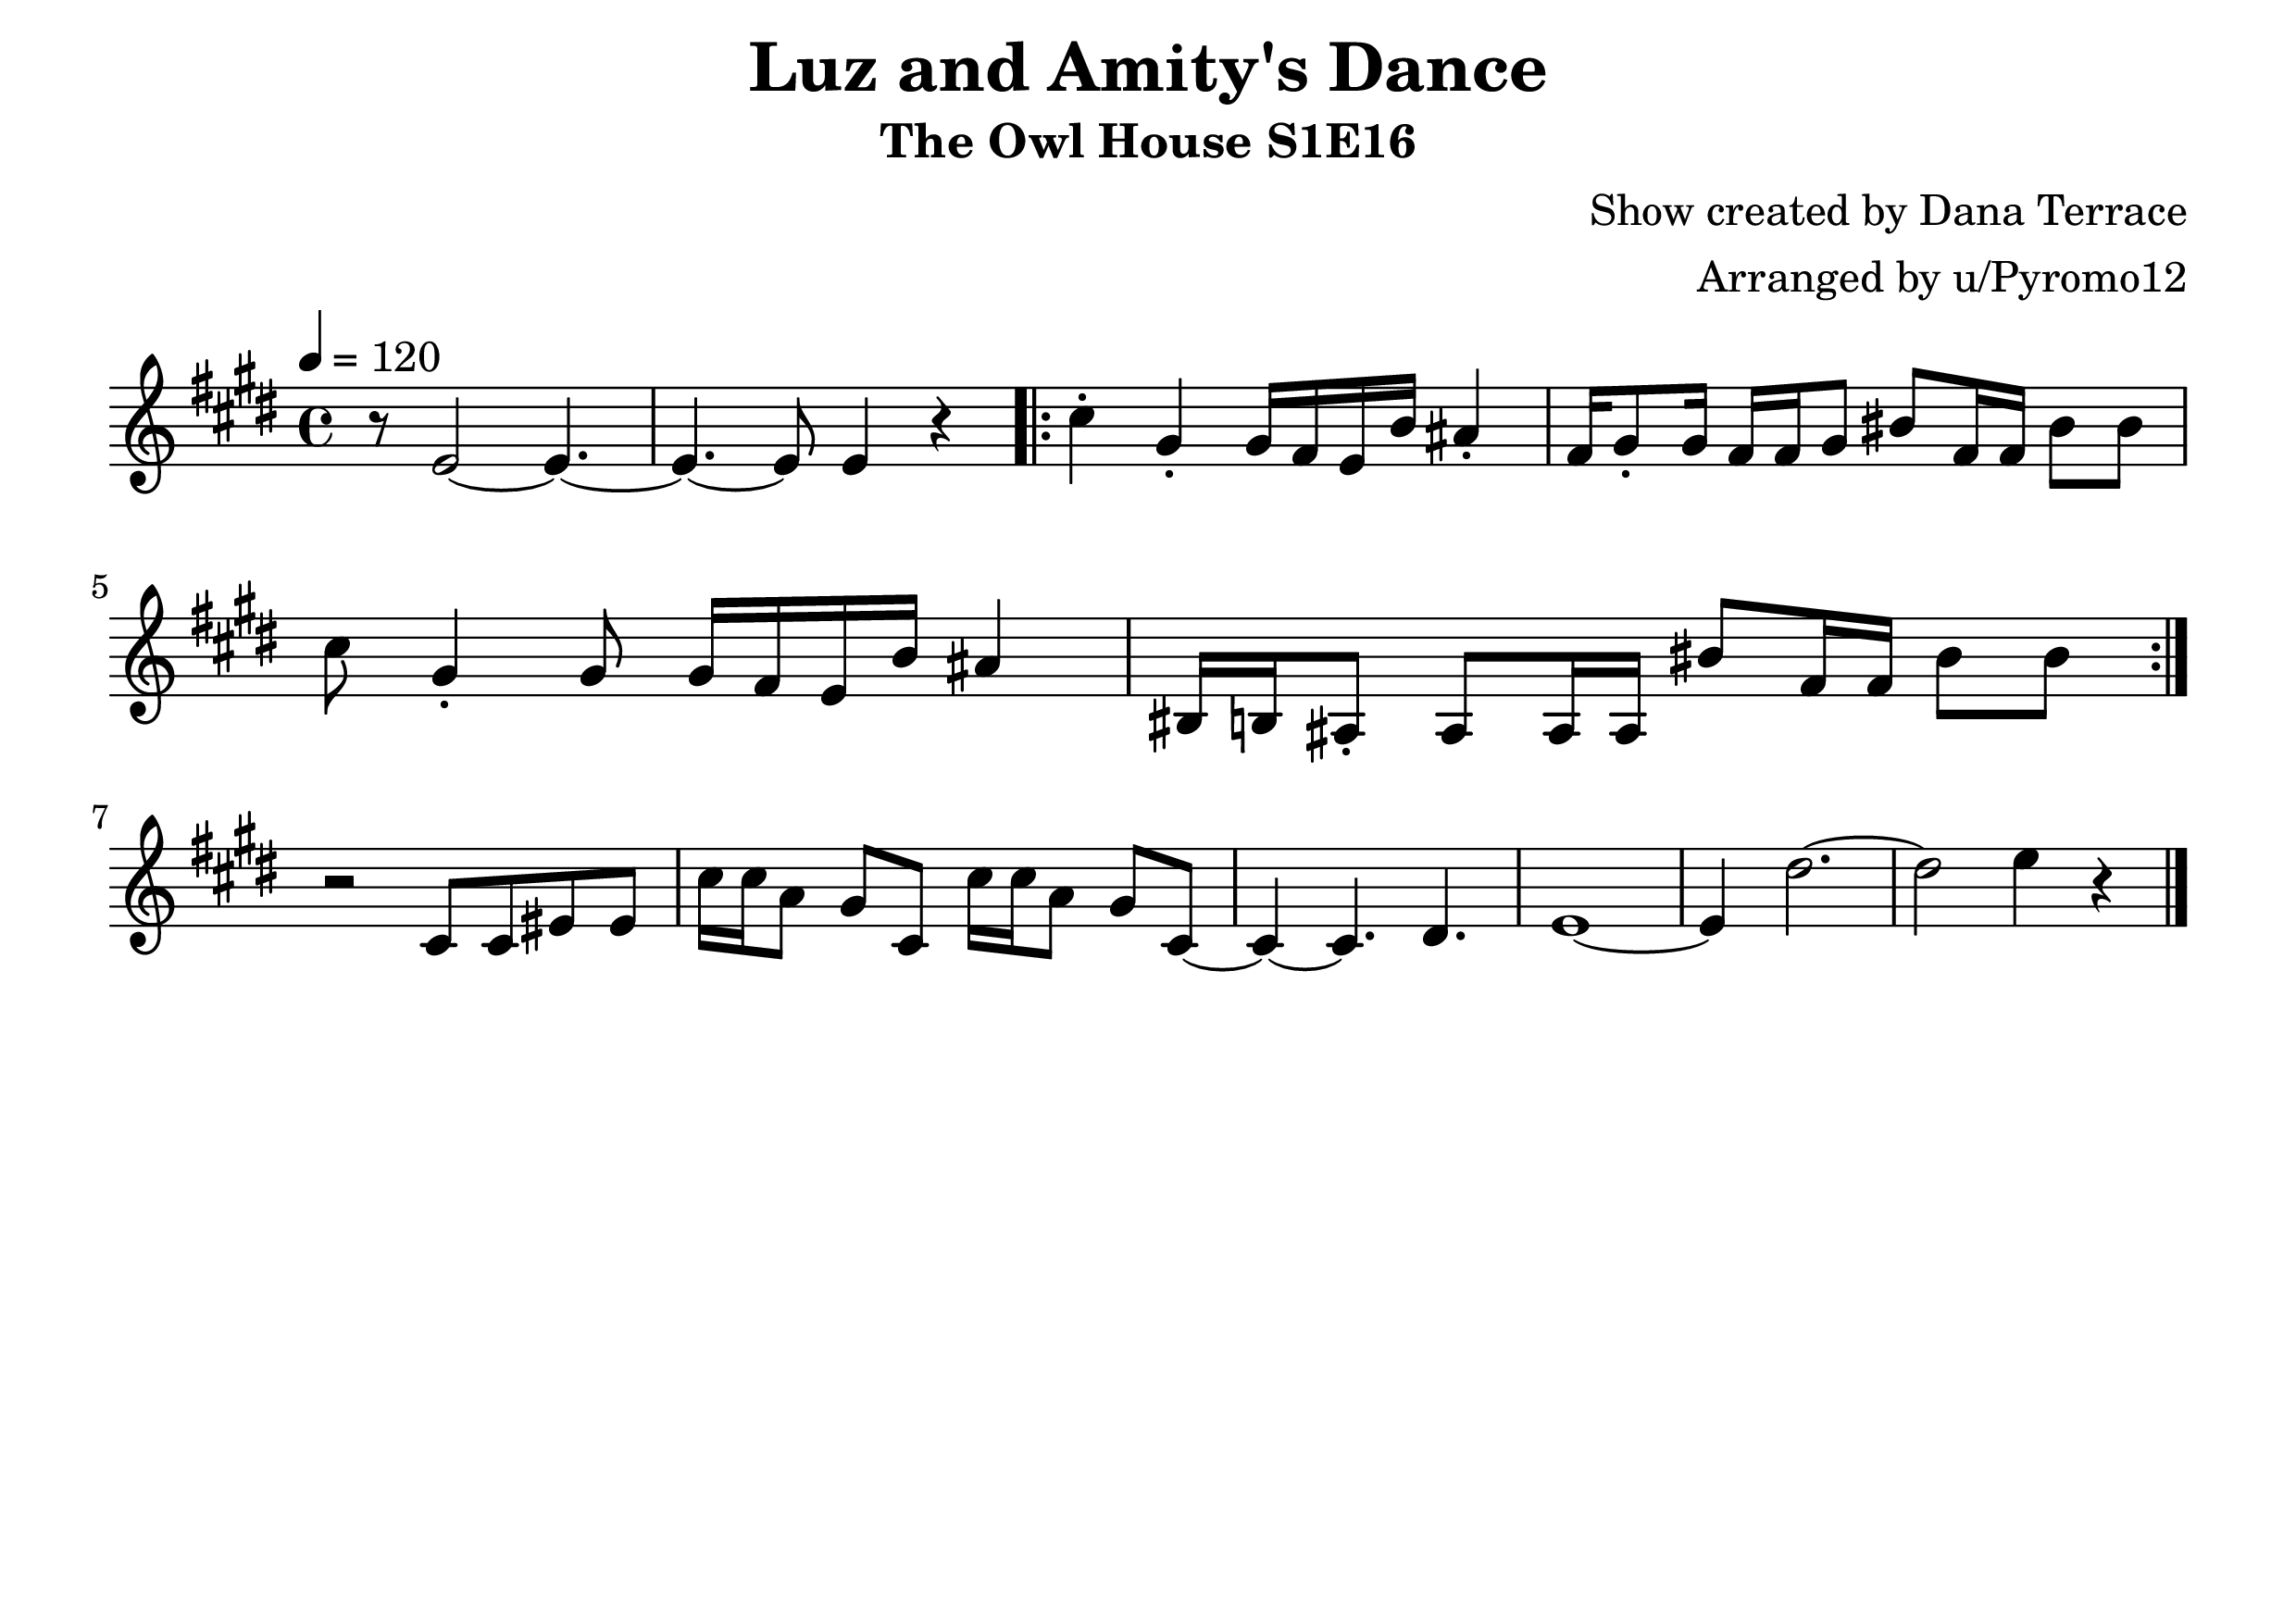 Luz and Amity's Dance
The Owl House S1E16
Show created by Dana Terrace
Arranged by u/Pyromo12
= 120
5
7